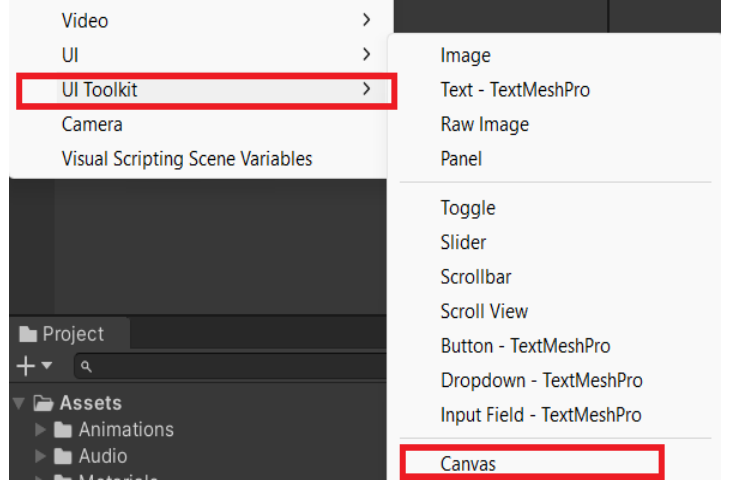 Video
UI
UI Toolkit
Camera
Visual Scripting Scene Variables
Image
Text - TextMeshPro
Raw Image
Panel
Toggle
Slider
Scrollbar
Scroll View
Button - TextMeshPro
Dropdown - TextMeshPro
Input Field - TextMeshPro
Canvas
Project
Assets
Animations
Audio
Materials